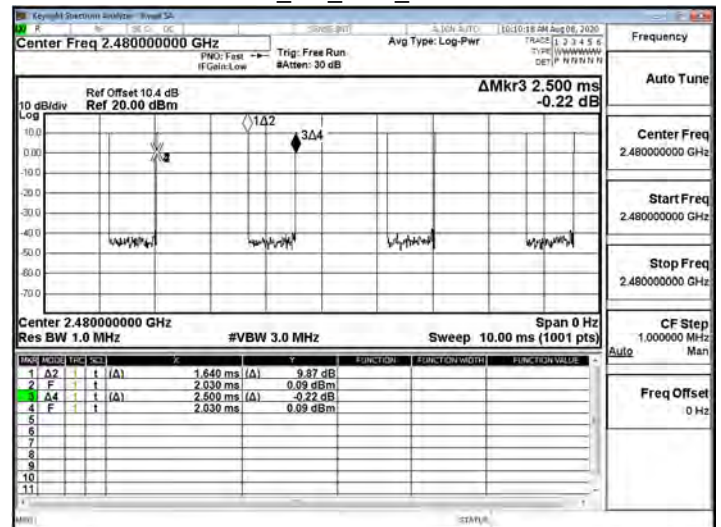 Keysight Spectrum Analyzer - Swept SA
SENSE:INT
ALIGN AUTO
10:10:18 AM Aug 08, 2020
Center Freq 2.480000000 GHz
PNO: Fast
IFGain:Low
Trig: Free Run
#Atten: 30 dB
Avg Type: Log-Pwr
TRACE 1 2 3 4 5 6
TYPE WWWWWW
DET P N N N N N
Frequency
Ref Offset 10.4 dB
10 dB/div Ref 20.00 dBm
ΔMkr3 2.500 ms
-0.22 dB
Log
10.0
0.00
-10.0
-20.0
-30.0
-40.0
-50.0
-60.0
-70.0
1Δ2
3Δ4
Center 2.480000000 GHz
Span 0 Hz
Res BW 1.0 MHz #VBW 3.0 MHz Sweep 10.00 ms (1001 pts)
MKR MODE TRC SCL X Y FUNCTION FUNCTION WIDTH FUNCTION VALUE
1 Δ2 1 t (Δ) 1.640 ms (Δ) 9.87 dB
2 F 1 t 2.030 ms 0.09 dBm
3 Δ4 1 t (Δ) 2.500 ms (Δ) -0.22 dB
4 F 1 t 2.030 ms 0.09 dBm
5
6
7
8
9
10
11
Auto Tune
Center Freq
2.480000000 GHz
Start Freq
2.480000000 GHz
Stop Freq
2.480000000 GHz
CF Step
1.000000 MHz
Auto Man
Freq Offset
0 Hz
MSG
STATUS